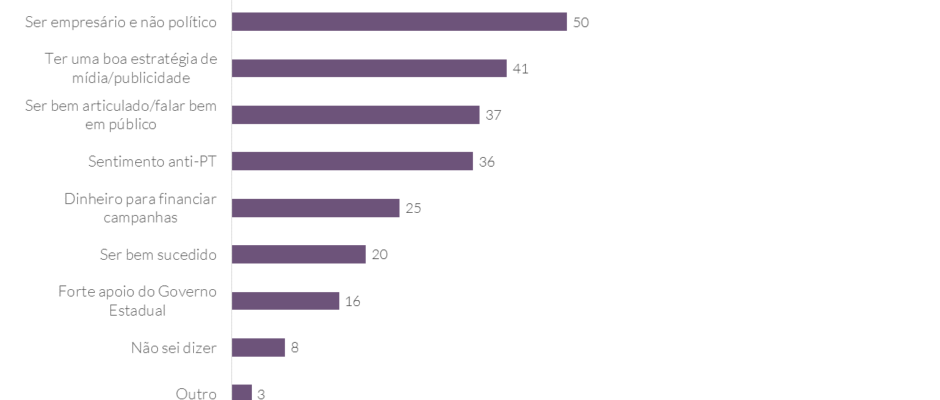 Ser empresário e não político
50
Ter uma boa estratégia de
mídia/publicidade
41
Ser bem articulado/falar bem
em público
37
Sentimento anti-PT
36
Dinheiro para financiar
campanhas
25
Ser bem sucedido
20
Forte apoio do Governo
Estadual
16
Não sei dizer
8
Outro
3